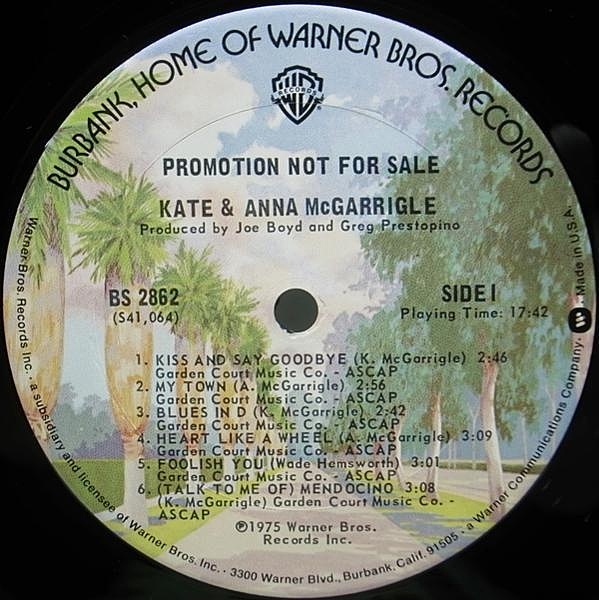 BURBANK, HOME OF WARNER BROS. RECORDS
W RECORDS
PROMOTION NOT FOR SALE
KATE & ANNA McGARRIGLE
Produced by Joe Boyd and Greg Prestopino
BS 2862
(S41,064)
SIDE I
Playing Time: 17:42
1. KISS AND SAY GOODBYE (K. McGarrigle) 2:46
Garden Court Music Co. - ASCAP
2. MY TOWN (A. McGarrigle) 2:56
Garden Court Music Co. - ASCAP
3. BLUES IN D (K. McGarrigle) 2:42
Garden Court Music Co. - ASCAP
4. HEART LIKE A WHEEL (A. McGarrigle) 3:09
Garden Court Music Co. - ASCAP
5. FOOLISH YOU (Wade Hemsworth) 3:01
Garden Court Music Co. - ASCAP
6. (TALK TO ME OF) MENDOCINO 3:08
(K. McGarrigle) Garden Court Music Co. -
ASCAP
℗1975 Warner Bros.
Records Inc.
Warner Bros. Records Inc. · a subsidiary and licensee of Warner Bros. Inc. · 3300 Warner Blvd., Burbank, Calif. 91505 · a Warner Communications Company · Made in U.S.A.